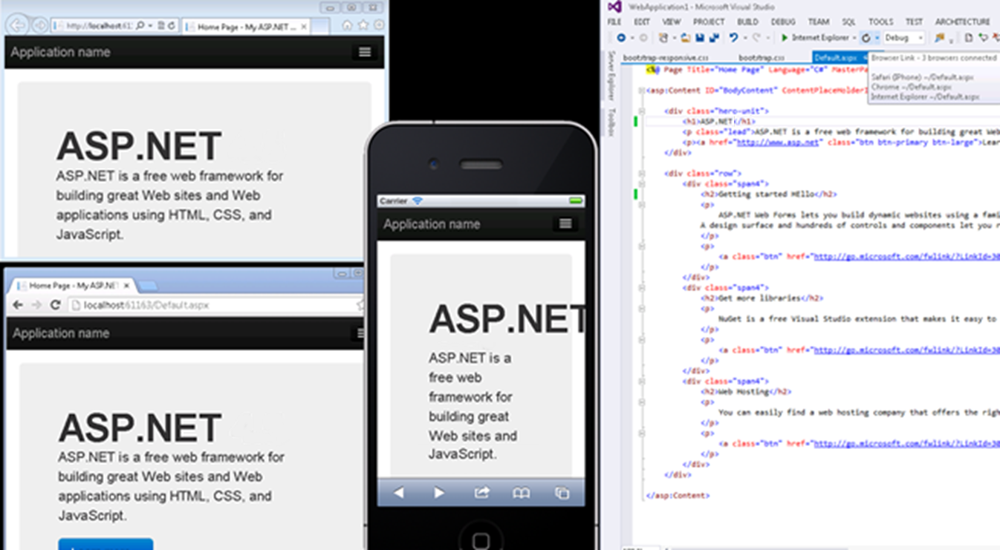 http://localhost:61
Home Page - My ASP.NET ...
Application name
ASP.NET
ASP.NET is a free web framework for
building great Web sites and Web
applications using HTML, CSS, and
JavaScript.
Home Page - My ASP.NET
localhost:61163/Default.aspx
Application name
ASP.NET
ASP.NET is a free web framework for
building great Web sites and Web
applications using HTML, CSS, and
JavaScript.
Carrier
Application name
ASP.NET
ASP.NET is a
free web
framework for
building great
Web sites and
JavaScript.
WebApplication1 - Microsoft Visual Studio
FILE EDIT VIEW PROJECT BUILD DEBUG TEAM SQL TOOLS TEST ARCHITECTURE
Internet Explorer Debug
Server Explorer
Toolbox
bootstrap-responsive.css bootstrap.css Default.aspx
Browser Link - 3 browsers connected
Safari (iPhone) ~/Default.aspx
Chrome ~/Default.aspx
Internet Explorer ~/Default.aspx
<%@ Page Title="Home Page" Language="C#" MasterPa
<asp:Content ID="BodyContent" ContentPlaceHolderI
<div class="hero-unit">
<h1>ASP.NET</h1>
<p class="lead">ASP.NET is a free web framework for building great Web
<p><a href="http://www.asp.net" class="btn btn-primary btn-large">Lear
</div>
<div class="row">
<div class="span4">
<h2>Getting started HEllo</h2>
<p>
ASP.NET Web Forms lets you build dynamic websites using a fami
A design surface and hundreds of controls and components let you r
</p>
<p>
<a class="btn" href="http://go.microsoft.com/fwlink/?LinkId=30
</p>
</div>
<div class="span4">
<h2>Get more libraries</h2>
<p>
NuGet is a free Visual Studio extension that makes it easy to
</p>
<p>
<a class="btn" href="http://go.microsoft.com/fwlink/?LinkId=30
</p>
</div>
<div class="span4">
<h2>Web Hosting</h2>
<p>
You can easily find a web hosting company that offers the righ
</p>
<p>
<a class="btn" href="http://go.microsoft.com/fwlink/?LinkId=30
</p>
</div>
</div>
</asp:Content>